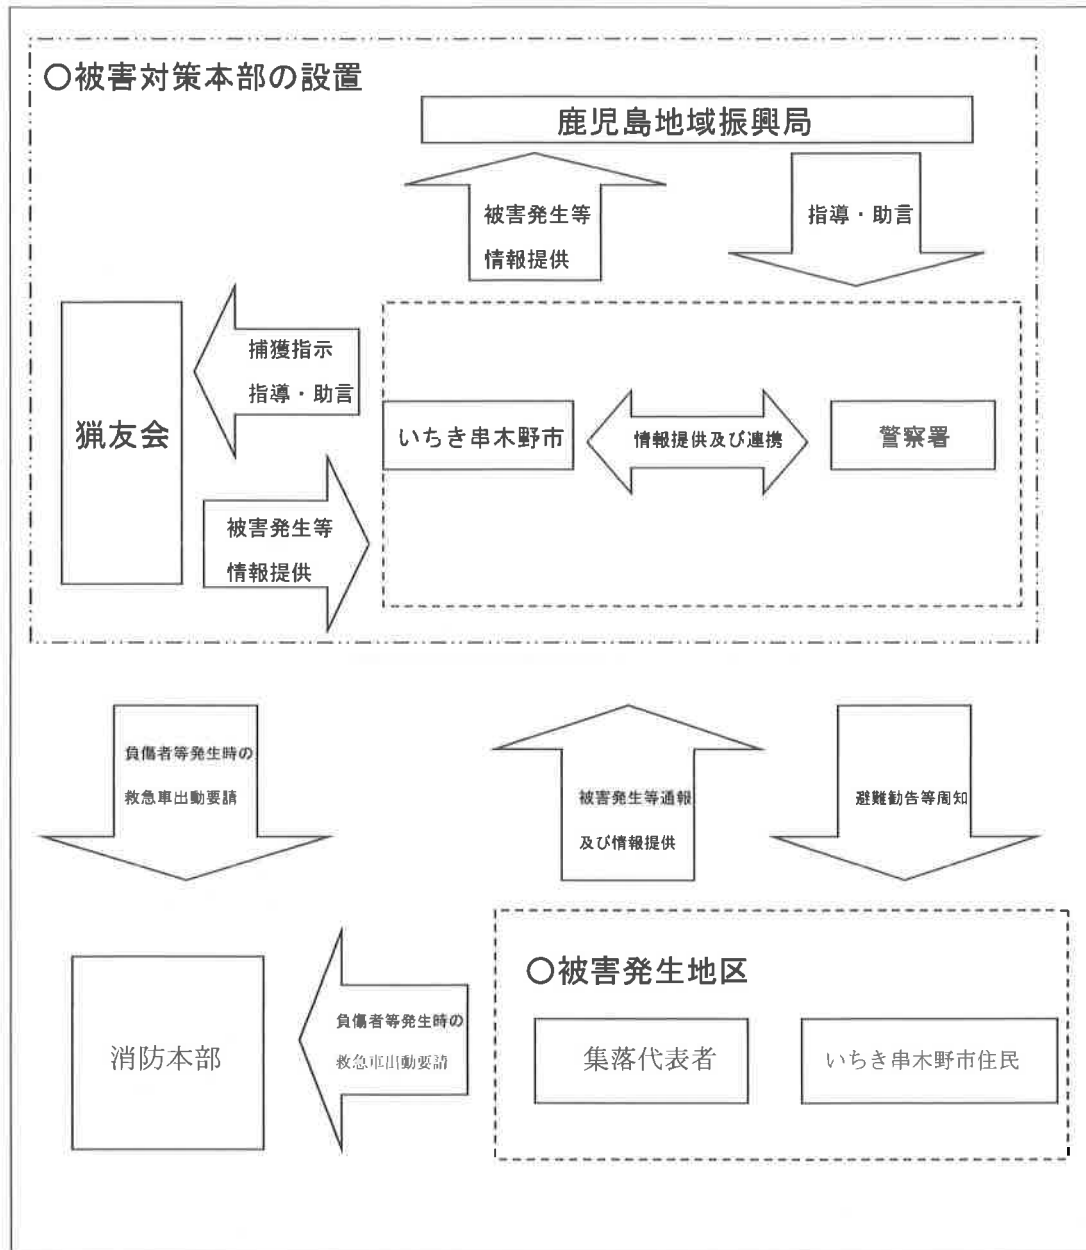 〇被害対策本部の設置
鹿児島地域振興局
被害発生等
情報提供
指導・助言
捕獲指示
指導・助言
猟友会
いちき串木野市
情報提供及び連携
警察署
被害発生等
情報提供
負傷者等発生時の
救急車出動要請
被害発生等通報
及び情報提供
避難勧告等周知
〇被害発生地区
消防本部
負傷者等発生時の
救急車出動要請
集落代表者
いちき串木野市住民